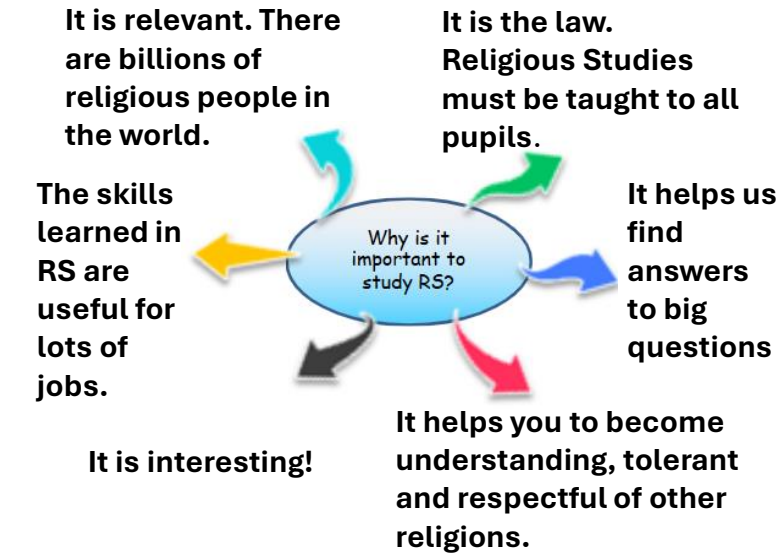 It is relevant. There
are billions of
religious people in
the world.
It is the law.
Religious Studies
must be taught to all
pupils.
The skills
learned in
RS are
useful for
lots of
jobs.
Why is it
important to
study RS?
It helps us
find
answers
to big
questions
It is interesting!
It helps you to become
understanding, tolerant
and respectful of other
religions.